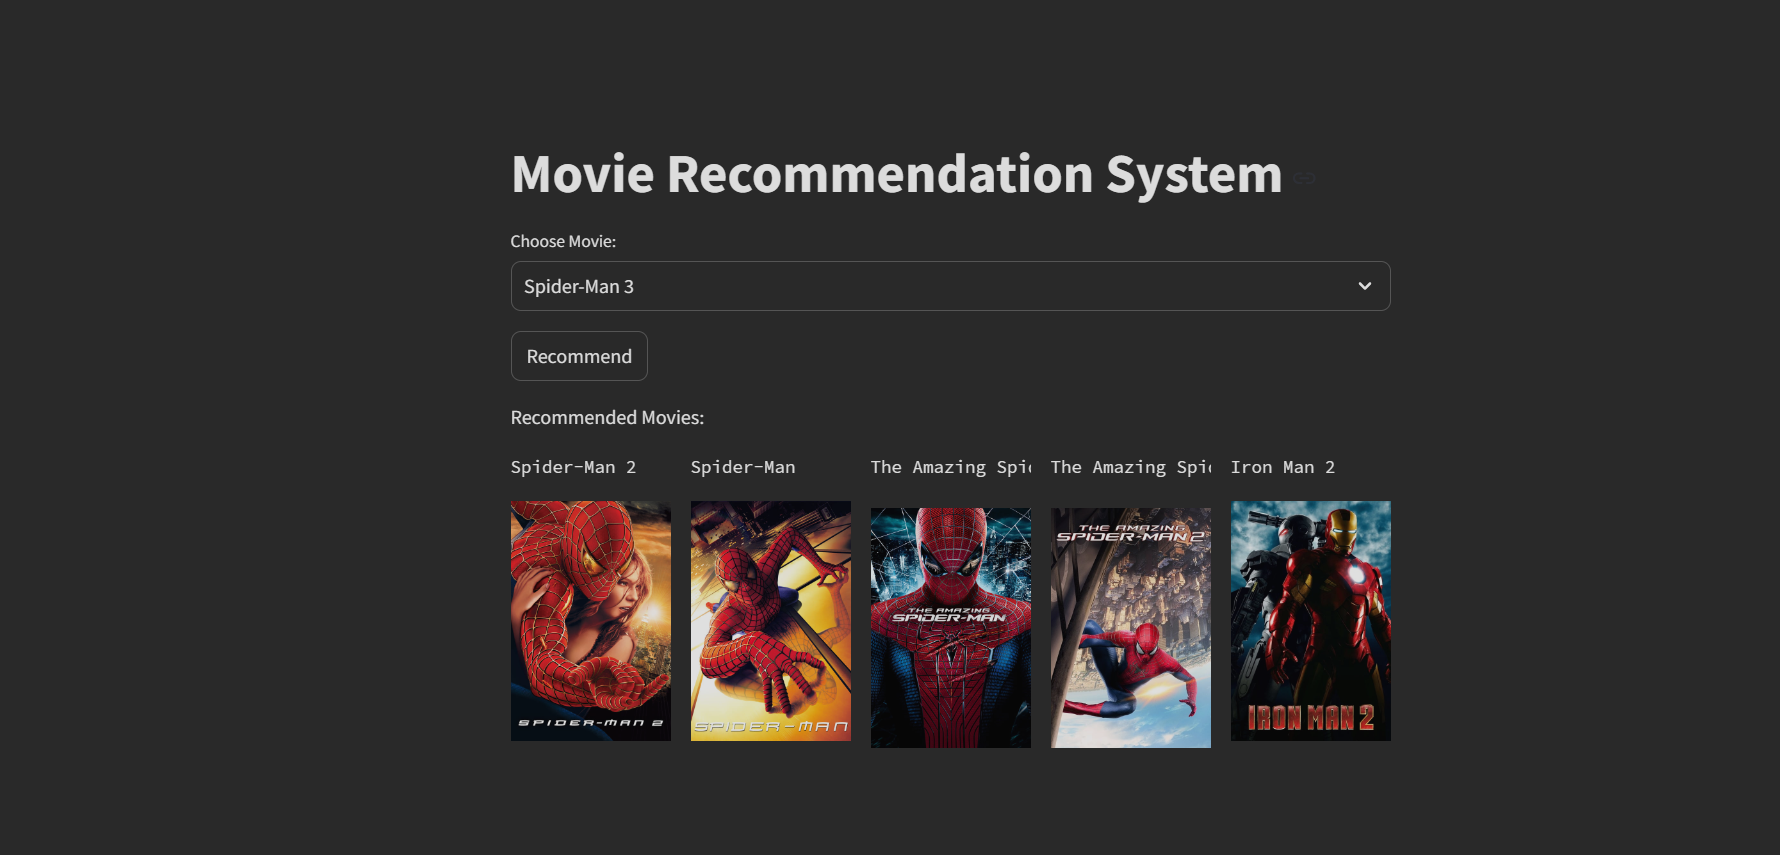 Movie Recommendation System
Choose Movie:
Spider-Man 3
Recommend
Recommended Movies:
Spider-Man 2
Spider-Man
The Amazing Spid
The Amazing Spid
Iron Man 2
SPIDER-MAN 2
SPIDER-MAN
THE AMAZING
SPIDER-MAN
THE AMAZING
SPIDER-MAN 2
IRON MAN 2